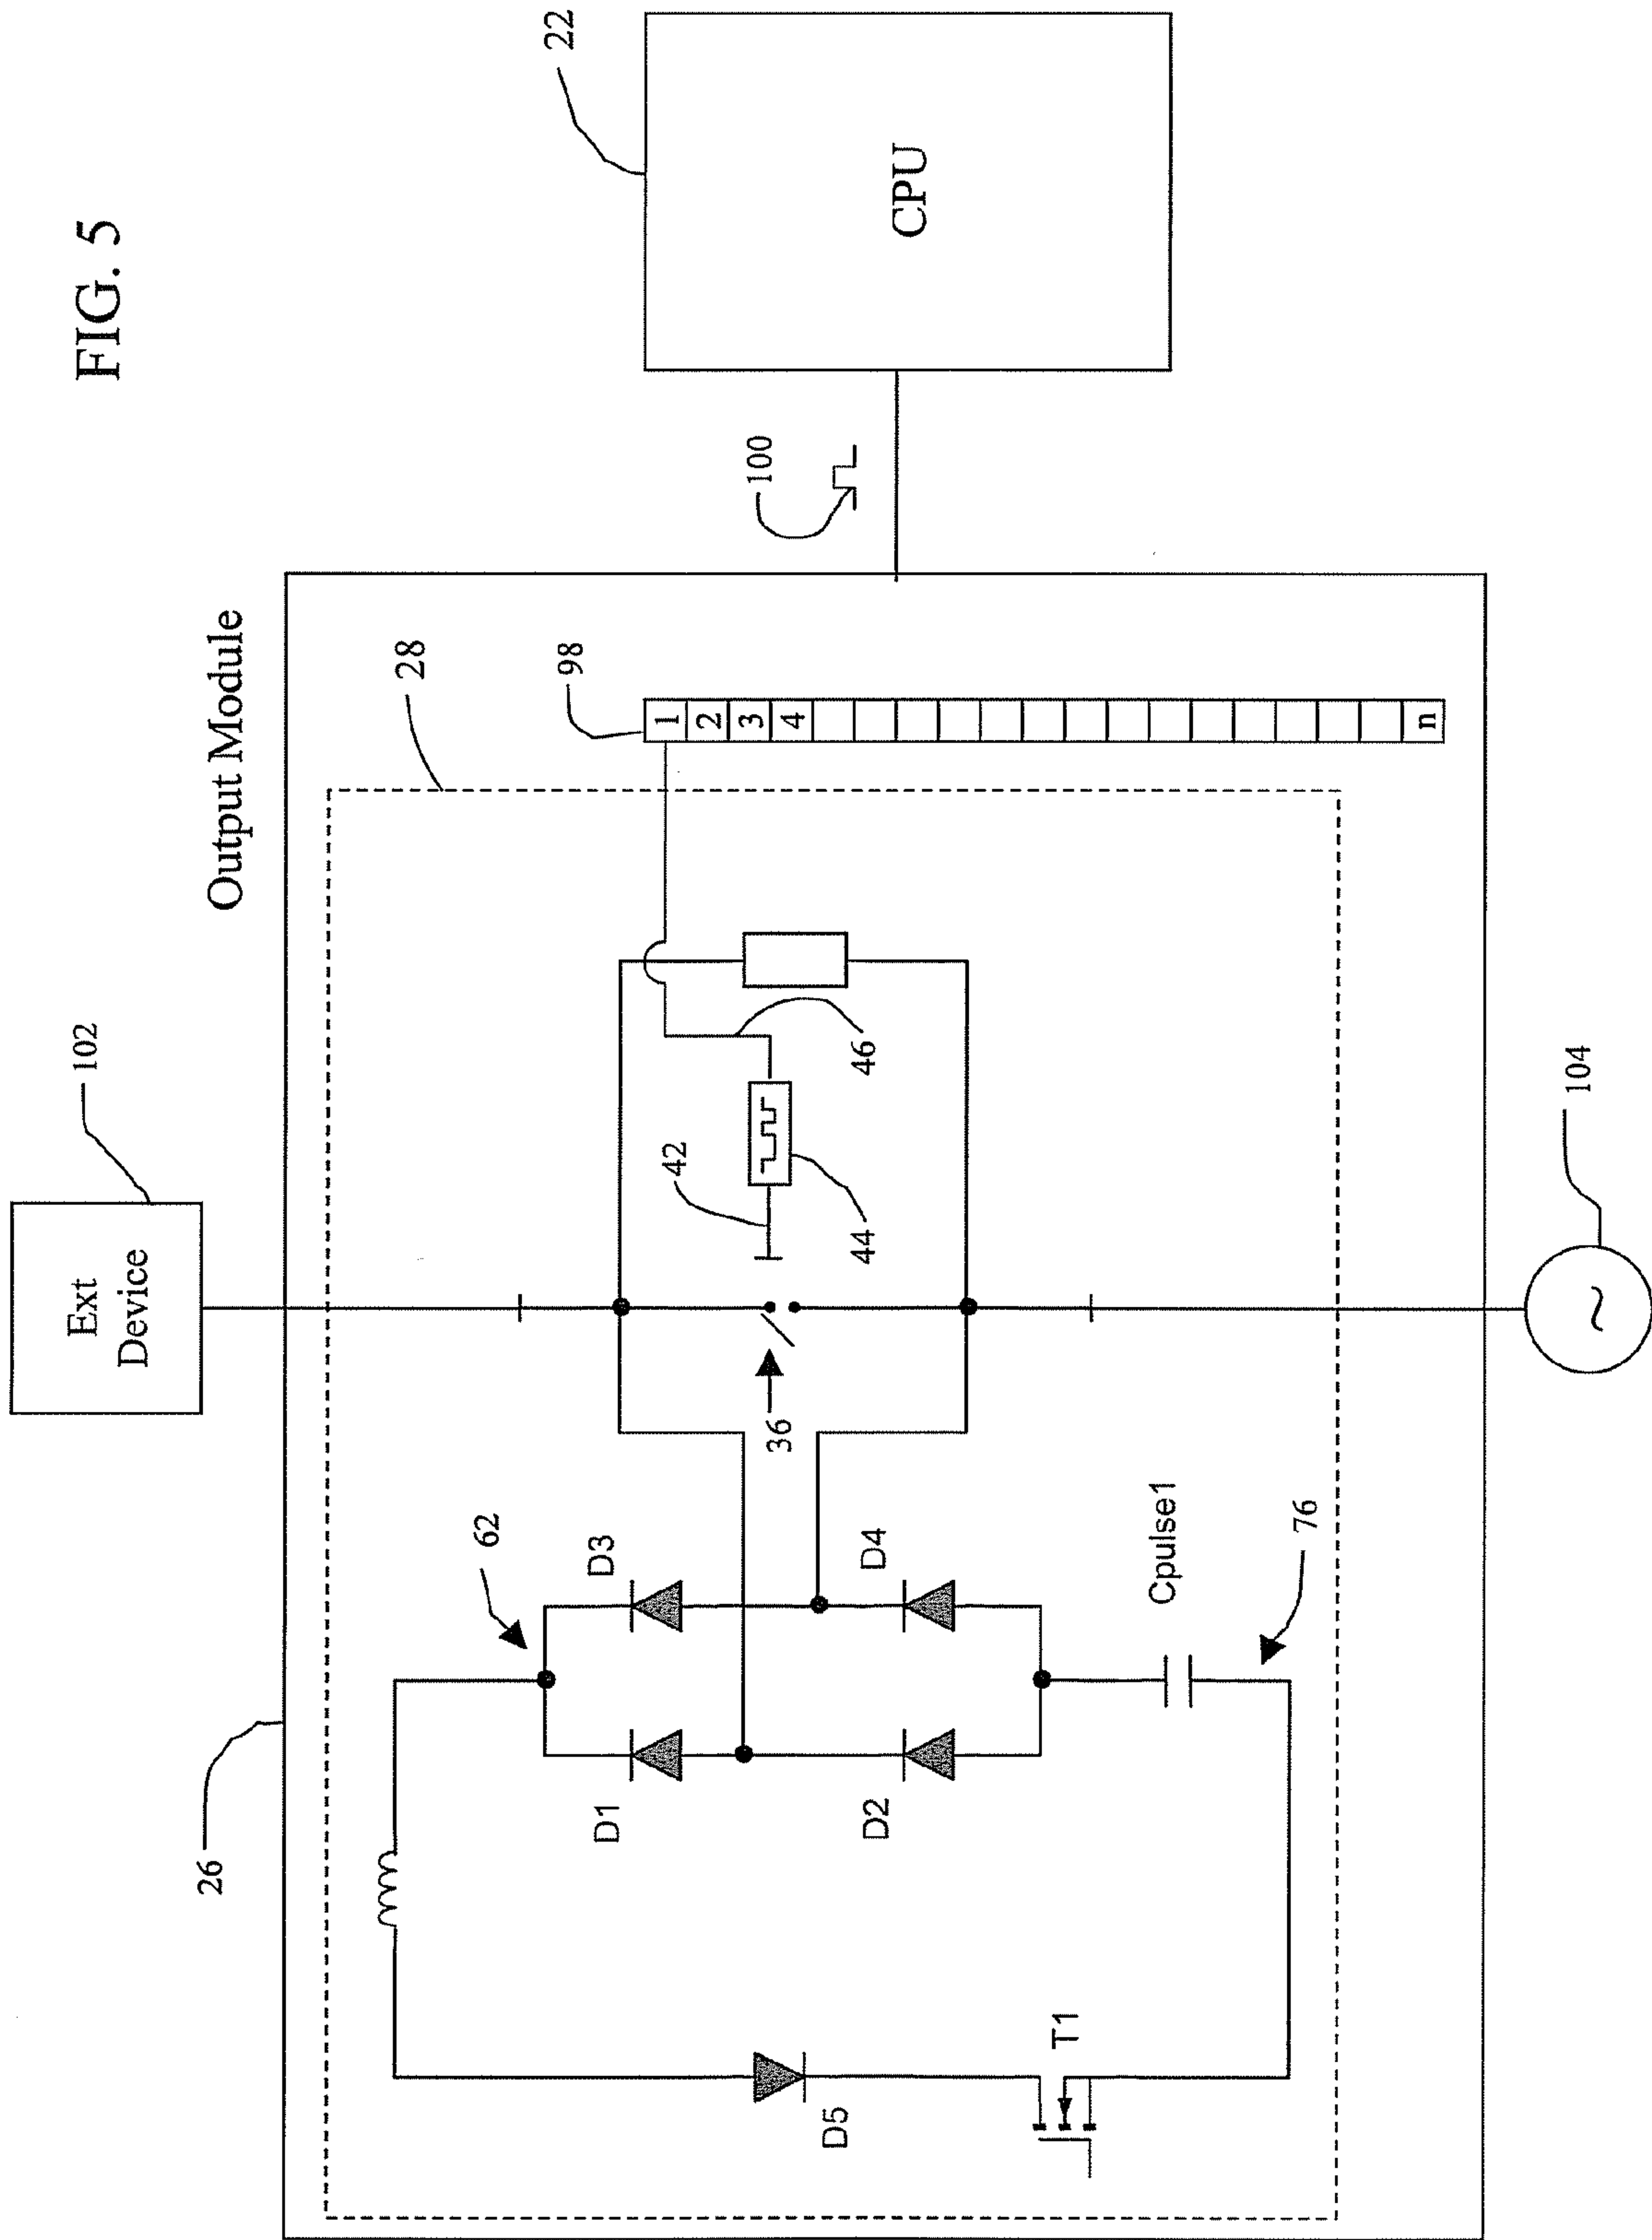 FIG. 5
Output Module
26
102
Ext
Device
28
98
1
2
3
4
n
100
22
CPU
62
D1
D3
D2
D4
D5
T1
Cpulse1
76
36
42
44
46
104
~